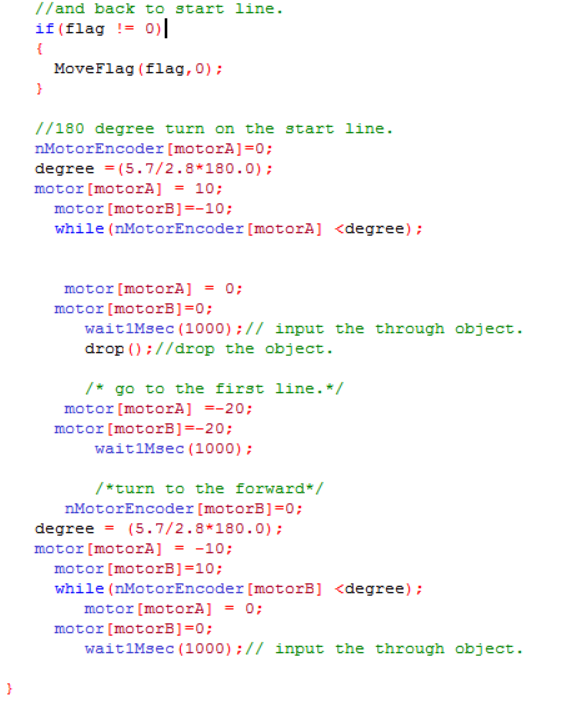 //and back to start line.
if(flag != 0)
{
MoveFlag(flag,0);
}
//180 degree turn on the start line.
nMotorEncoder[motorA]=0;
degree =(5.7/2.8*180.0);
motor[motorA] = 10;
motor[motorB]=-10;
while(nMotorEncoder[motorA] <degree);
motor[motorA] = 0;
motor[motorB]=0;
wait1Msec(1000);// input the through object.
drop();//drop the object.
/* go to the first line.*/
motor[motorA] =-20;
motor[motorB]=-20;
wait1Msec(1000);
/*turn to the forward*/
nMotorEncoder[motorB]=0;
degree = (5.7/2.8*180.0);
motor[motorA] = -10;
motor[motorB]=10;
while(nMotorEncoder[motorB] <degree);
motor[motorA] = 0;
motor[motorB]=0;
wait1Msec(1000);// input the through object.
}